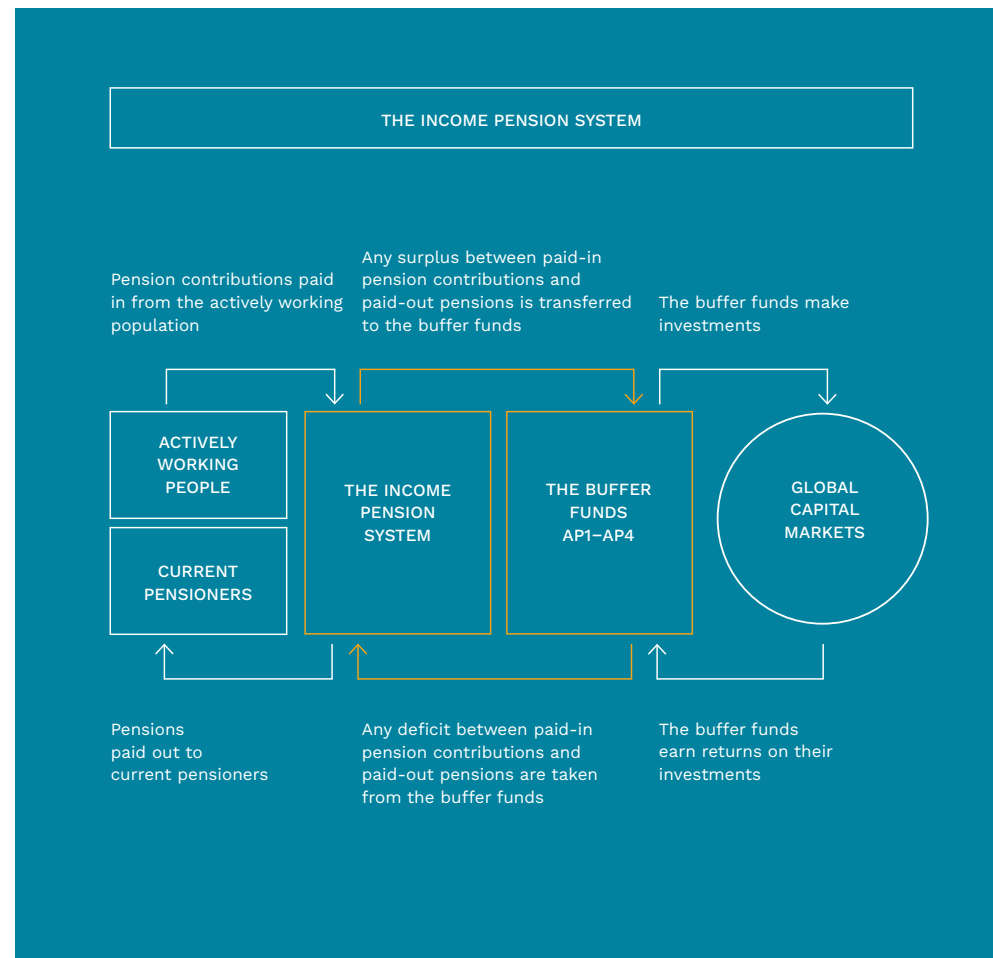 THE INCOME PENSION SYSTEM
Pension contributions paid
in from the actively working
population
Any surplus between paid-in
pension contributions and
paid-out pensions is transferred
to the buffer funds
The buffer funds make
investments
ACTIVELY
WORKING
PEOPLE
CURRENT
PENSIONERS
THE INCOME
PENSION
SYSTEM
THE BUFFER
FUNDS
AP1–AP4
GLOBAL
CAPITAL
MARKETS
Pensions
paid out to
current pensioners
Any deficit between paid-in
pension contributions and
paid-out pensions are taken
from the buffer funds
The buffer funds
earn returns on their
investments